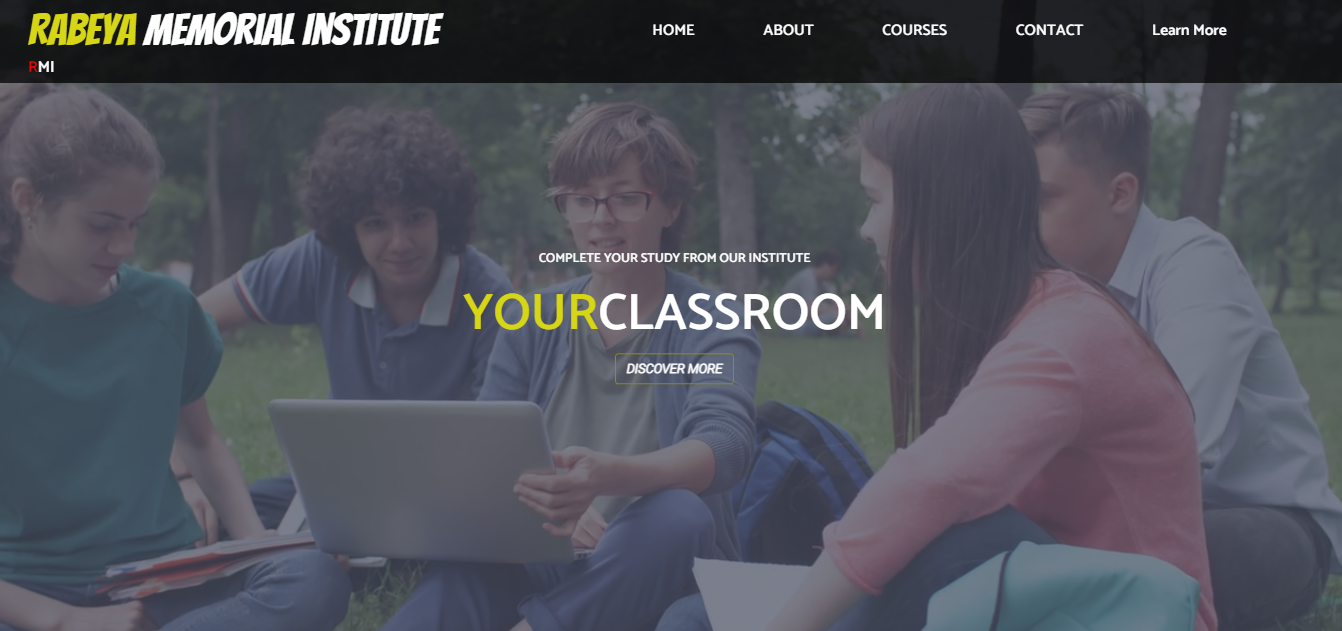 RABEYA MEMORIAL INSTITUTE
RMI
HOME ABOUT COURSES CONTACT Learn More
COMPLETE YOUR STUDY FROM OUR INSTITUTE
YOURCLASSROOM
DISCOVER MORE